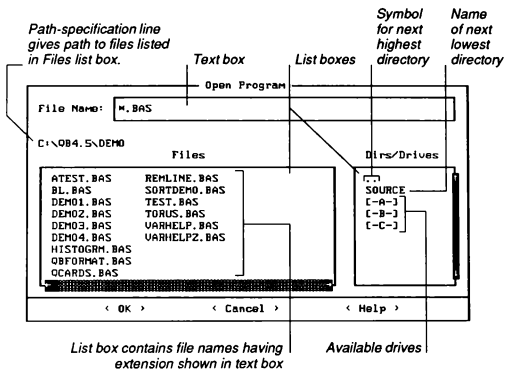 Path-specification line
gives path to files listed
in Files list box.
Text box
List boxes
Symbol
for next
highest
directory
Name
of next
lowest
directory
Open Program
File Name: *.BAS
C:\QB4.5\DEMO
Files
Dirs/Drives
ATEST.BAS REMLINE.BAS
BL.BAS SORTDEMO.BAS
DEMO1.BAS TEST.BAS
DEMO2.BAS TORUS.BAS
DEMO3.BAS VARHELP.BAS
DEMO4.BAS VARHELP2.BAS
HISTOGRM.BAS
QBFORMAT.BAS
QCARDS.BAS
..
SOURCE
[-A-]
[-B-]
[-C-]
< OK > < Cancel > < Help >
List box contains file names having
extension shown in text box
Available drives